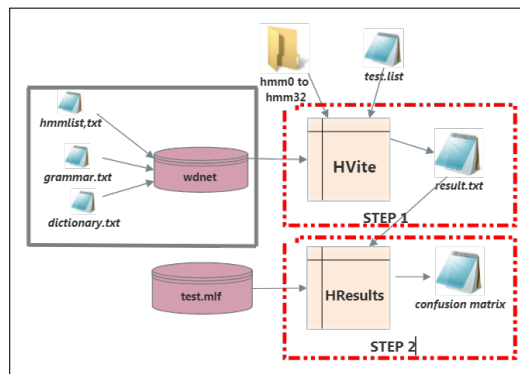 hmm0 to
hmm32
test.list
hmmlist,txt
grammar.txt
dictionary.txt
wdnet
HVite
result.txt
STEP 1
test.mlf
HResults
confusion matrix
STEP 2